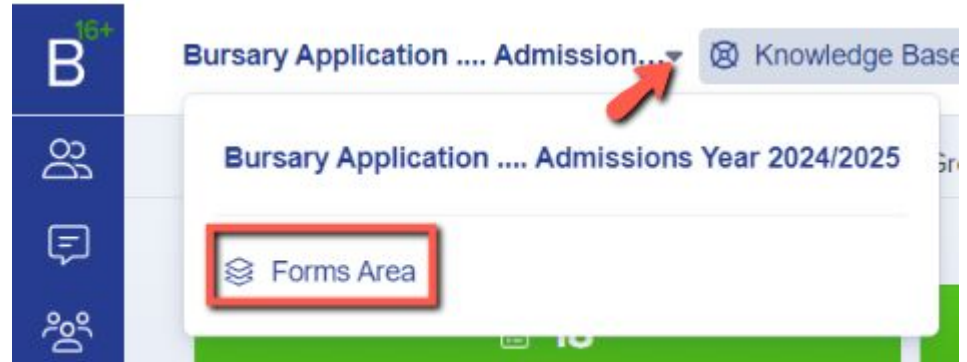 B 16+
Bursary Application .... Admission... Knowledge Base
Bursary Application .... Admissions Year 2024/2025
Forms Area